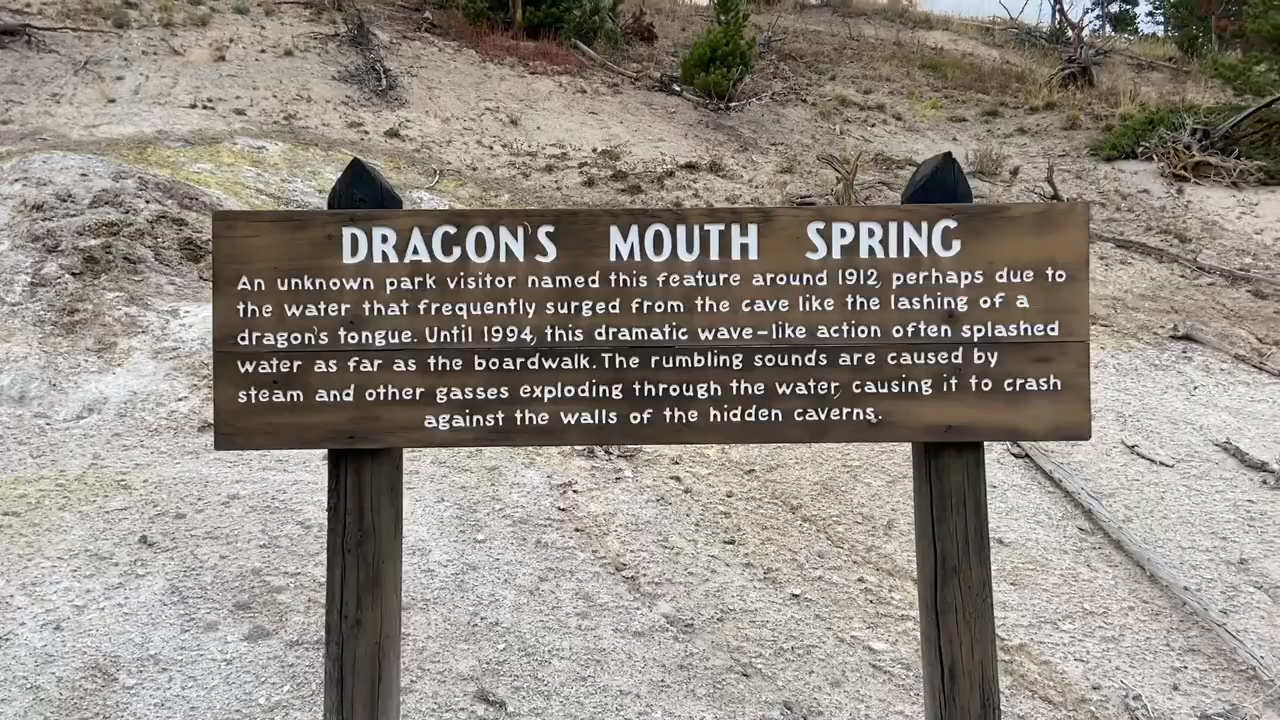 DRAGON'S MOUTH SPRING
An unknown park visitor named this feature around 1912, perhaps due to
the water that frequently surged from the cave like the lashing of a
dragon's tongue. Until 1994, this dramatic wave-like action often splashed
water as far as the boardwalk. The rumbling sounds are caused by
steam and other gasses exploding through the water, causing it to crash
against the walls of the hidden caverns.